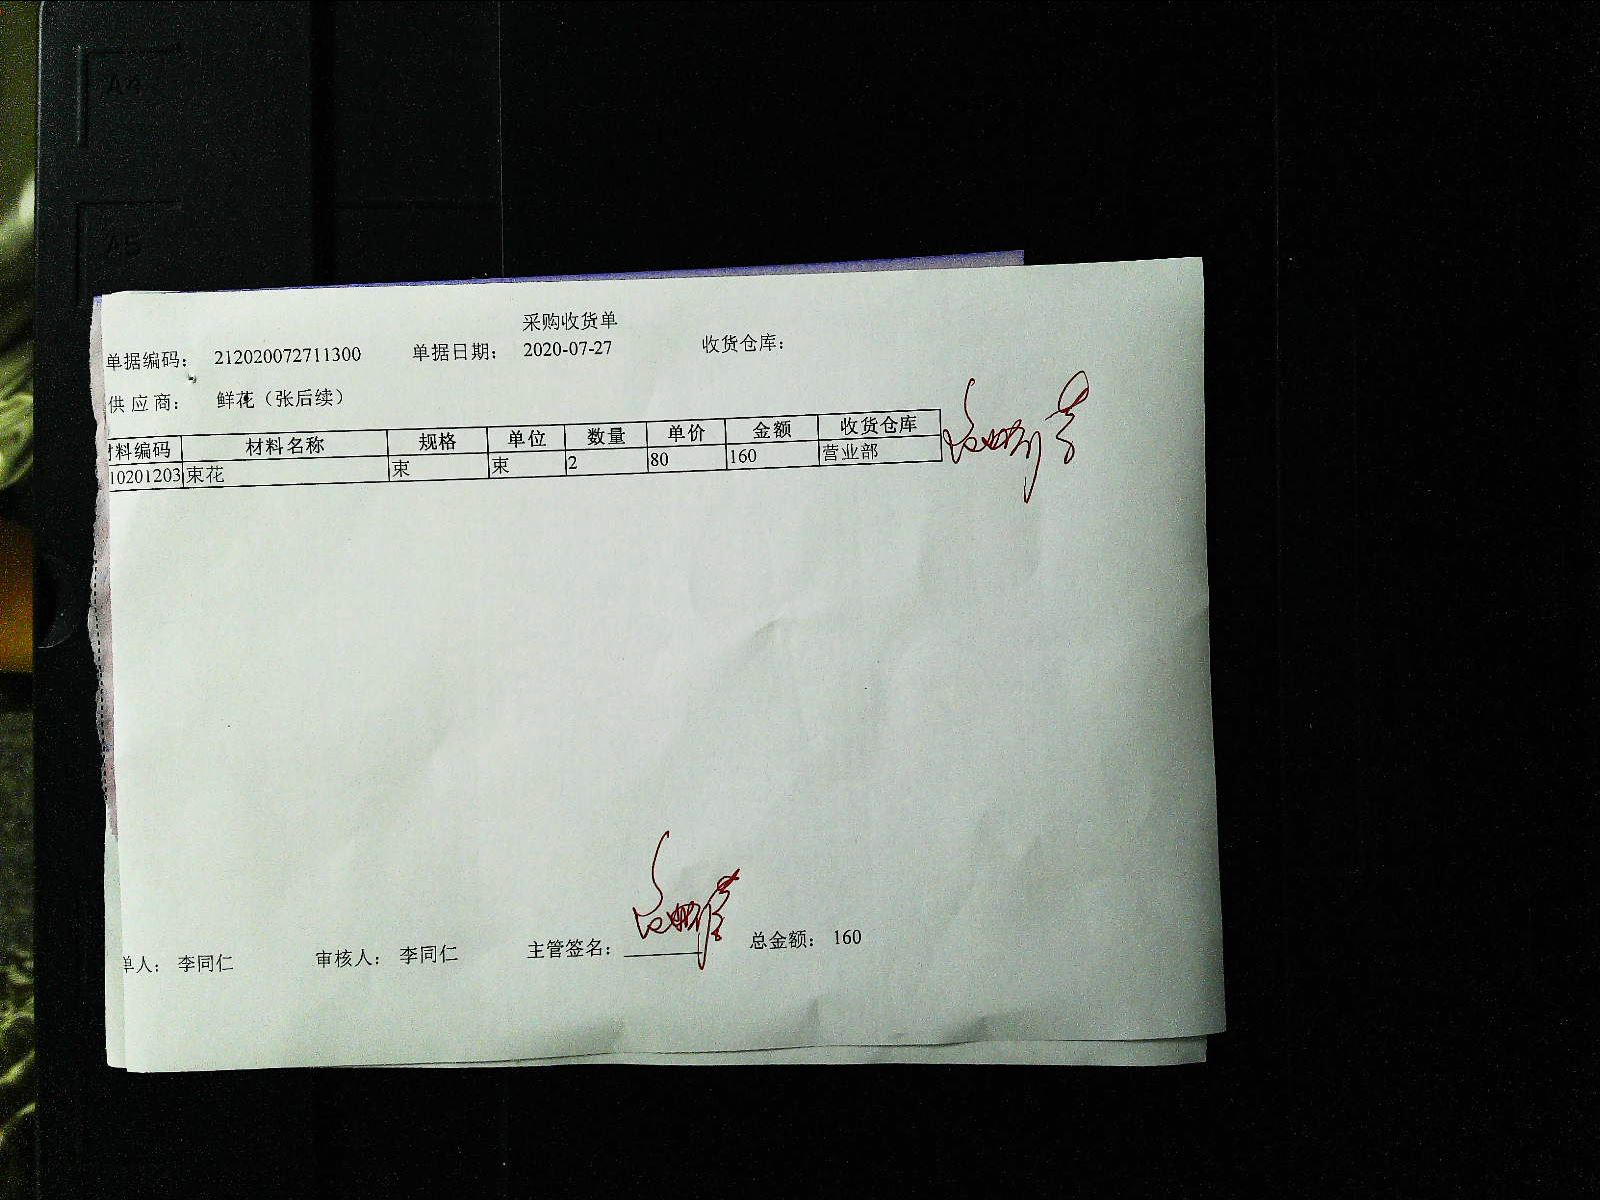 A4
A5
采购收货单
单据编码： 212020072711300 单据日期： 2020-07-27 收货仓库：
供应商： 鲜花（张后续）
材料编码 材料名称 规格 单位 数量 单价 金额 收货仓库
10201203 束花 束 束 2 80 160 营业部
单人： 李同仁 审核人： 李同仁 主管签名： 总金额： 160